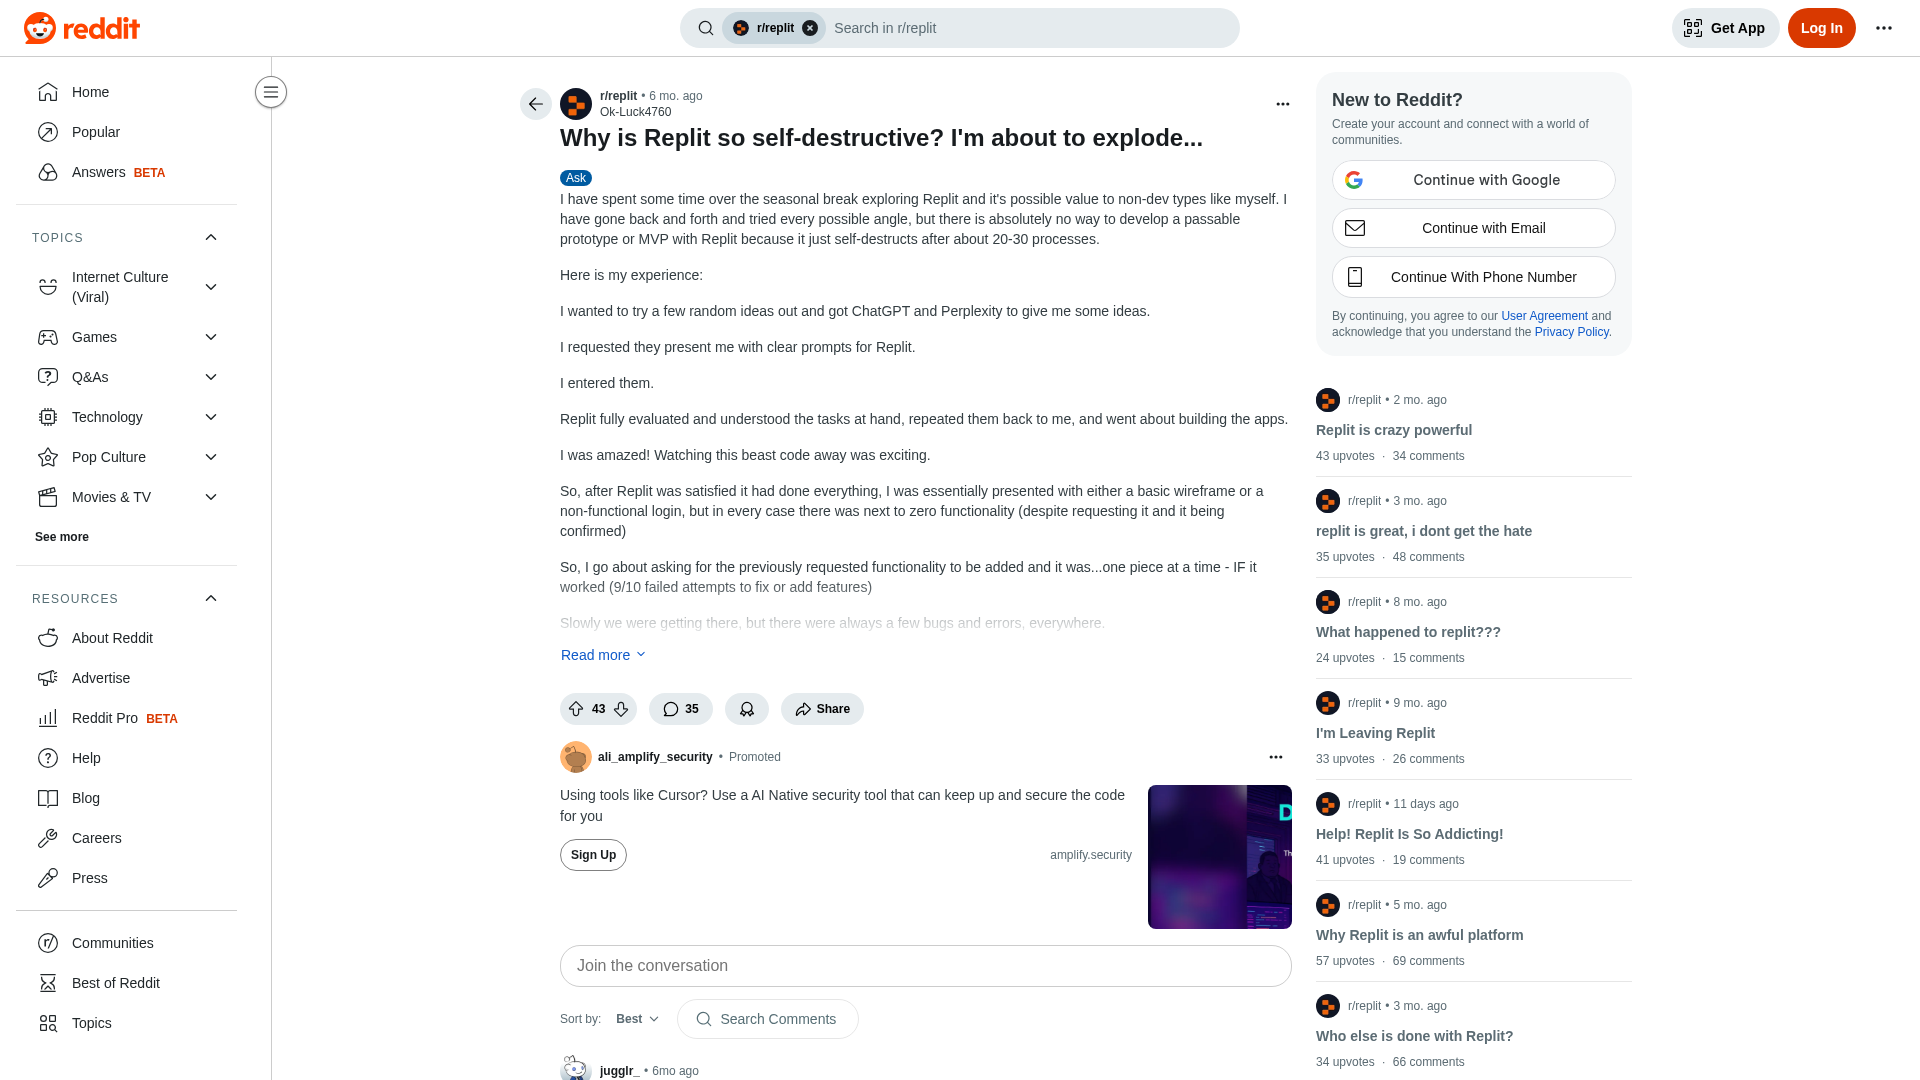 reddit
r/replit
Search in r/replit
Get App
Log In
Home
Popular
Answers BETA
TOPICS
Internet Culture
(Viral)
Games
Q&As
Technology
Pop Culture
Movies & TV
See more
RESOURCES
About Reddit
Advertise
Reddit Pro BETA
Help
Blog
Careers
Press
Communities
Best of Reddit
Topics
r/replit • 6 mo. ago
Ok-Luck4760
Why is Replit so self-destructive? I'm about to explode...
Ask
I have spent some time over the seasonal break exploring Replit and it's possible value to non-dev types like myself. I
have gone back and forth and tried every possible angle, but there is absolutely no way to develop a passable
prototype or MVP with Replit because it just self-destructs after about 20-30 processes.
Here is my experience:
I wanted to try a few random ideas out and got ChatGPT and Perplexity to give me some ideas.
I requested they present me with clear prompts for Replit.
I entered them.
Replit fully evaluated and understood the tasks at hand, repeated them back to me, and went about building the apps.
I was amazed! Watching this beast code away was exciting.
So, after Replit was satisfied it had done everything, I was essentially presented with either a basic wireframe or a
non-functional login, but in every case there was next to zero functionality (despite requesting it and it being
confirmed)
So, I go about asking for the previously requested functionality to be added and it was...one piece at a time - IF it
worked (9/10 failed attempts to fix or add features)
Slowly we were getting there, but there were always a few bugs and errors, everywhere.
Read more
43
35
Share
ali_amplify_security • Promoted
Using tools like Cursor? Use a AI Native security tool that can keep up and secure the code
for you
Sign Up
amplify.security
D
Th
Join the conversation
Sort by: Best
Search Comments
jugglr_ • 6mo ago
New to Reddit?
Create your account and connect with a world of
communities.
Continue with Google
Continue with Email
Continue With Phone Number
By continuing, you agree to our User Agreement and
acknowledge that you understand the Privacy Policy.
r/replit • 2 mo. ago
Replit is crazy powerful
43 upvotes · 34 comments
r/replit • 3 mo. ago
replit is great, i dont get the hate
35 upvotes · 48 comments
r/replit • 8 mo. ago
What happened to replit???
24 upvotes · 15 comments
r/replit • 9 mo. ago
I'm Leaving Replit
33 upvotes · 26 comments
r/replit • 11 days ago
Help! Replit Is So Addicting!
41 upvotes · 19 comments
r/replit • 5 mo. ago
Why Replit is an awful platform
57 upvotes · 69 comments
r/replit • 3 mo. ago
Who else is done with Replit?
34 upvotes · 66 comments